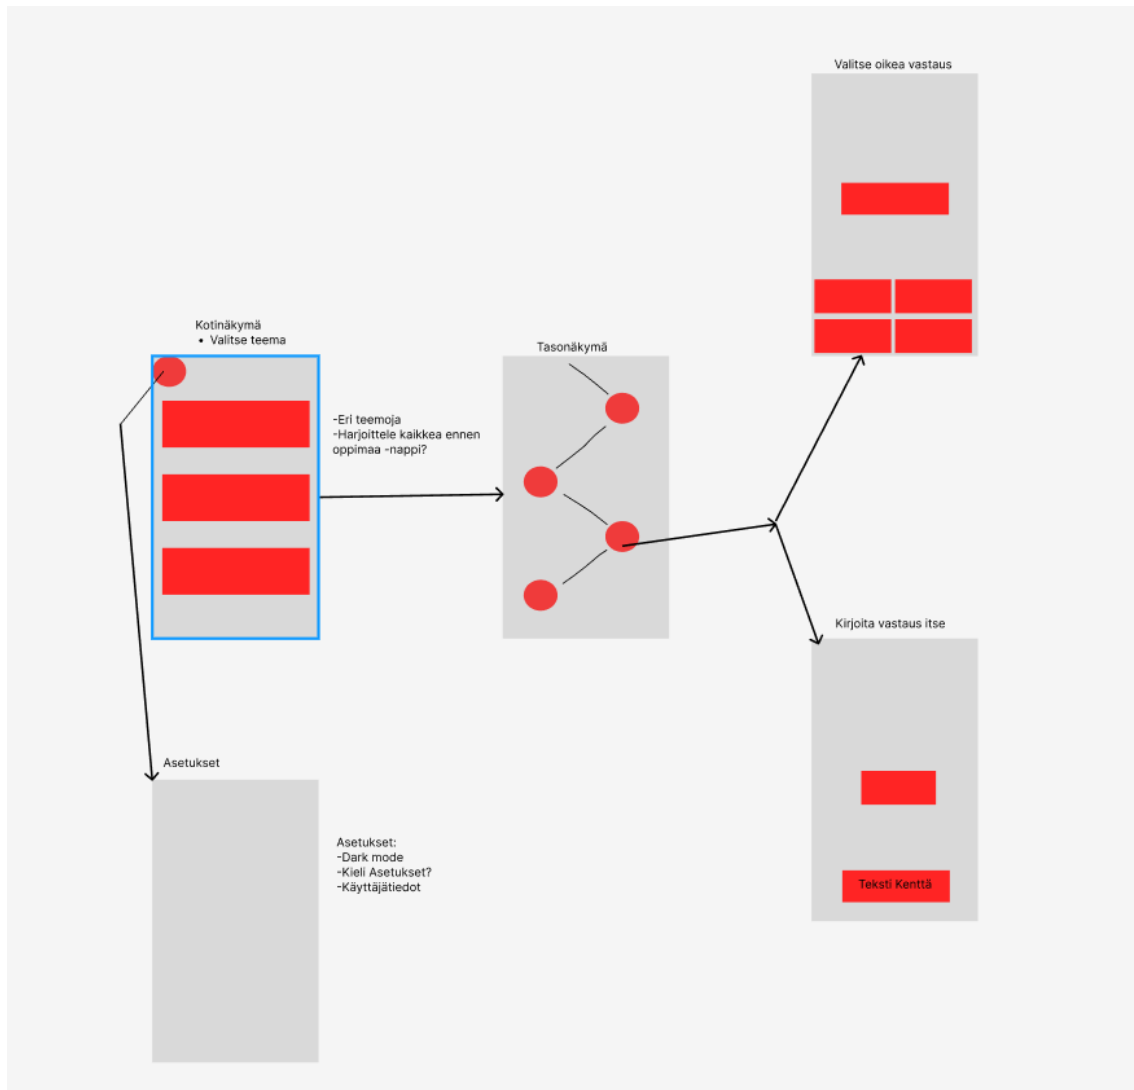 Valitse oikea vastaus
Kotinäkymä
• Valitse teema
Tasonäkymä
-Eri teemoja
-Harjoittele kaikkea ennen
oppimaa -nappi?
Kirjoita vastaus itse
Asetukset
Asetukset:
-Dark mode
-Kieli Asetukset?
-Käyttäjätiedot
Teksti Kenttä